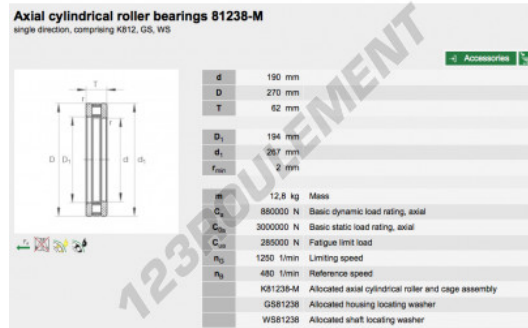 Axial cylindrical roller bearings 81238-M
single direction, comprising K812, GS, WS
Accessories
d 190 mm
D 270 mm
T 62 mm
D₁ 194 mm
d₁ 267 mm
rmin 2 mm
m 12,8 kg Mass
Ca 880000 N Basic dynamic load rating, axial
C0a 3000000 N Basic static load rating, axial
Cua 285000 N Fatigue limit load
nG 1250 1/min Limiting speed
nB 480 1/min Reference speed
K81238-M Allocated axial cylindrical roller and cage assembly
GS81238 Allocated housing locating washer
WS81238 Allocated shaft locating washer
T
r
D D₁ d d₁
r
123ROULEMENT